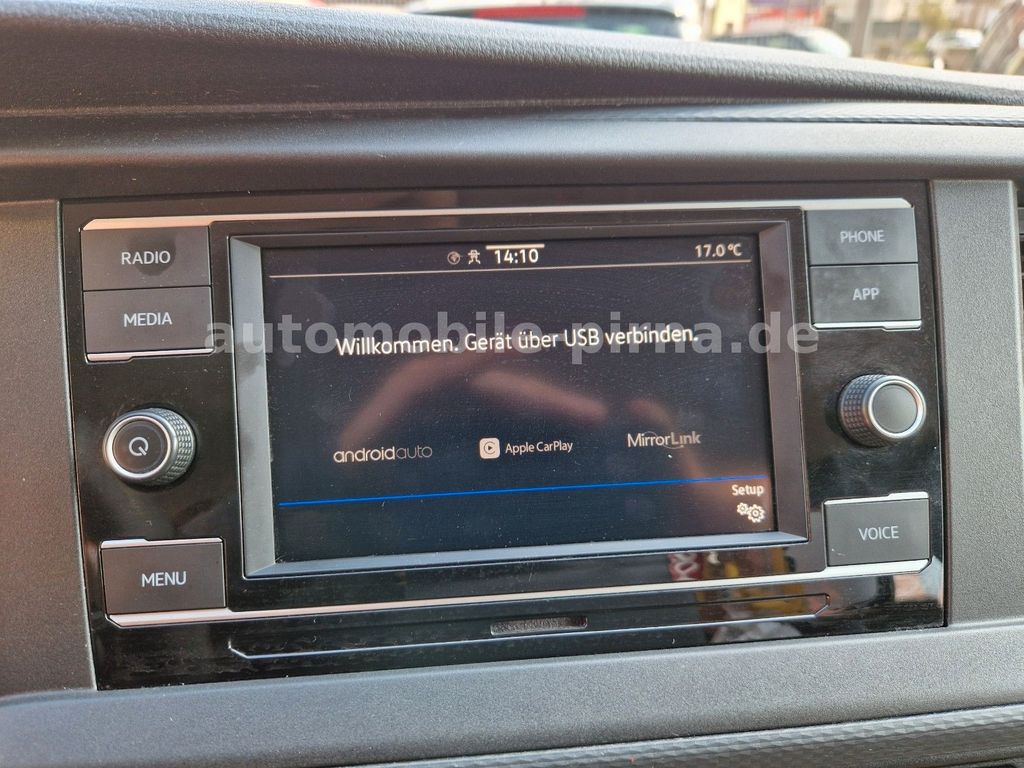 RADIO
MEDIA
MENU
14:10
17.0 °C
Willkommen. Gerät über USB verbinden.
androidauto
Apple CarPlay
MirrorLink
Setup
PHONE
APP
VOICE
automobile-pirna.de